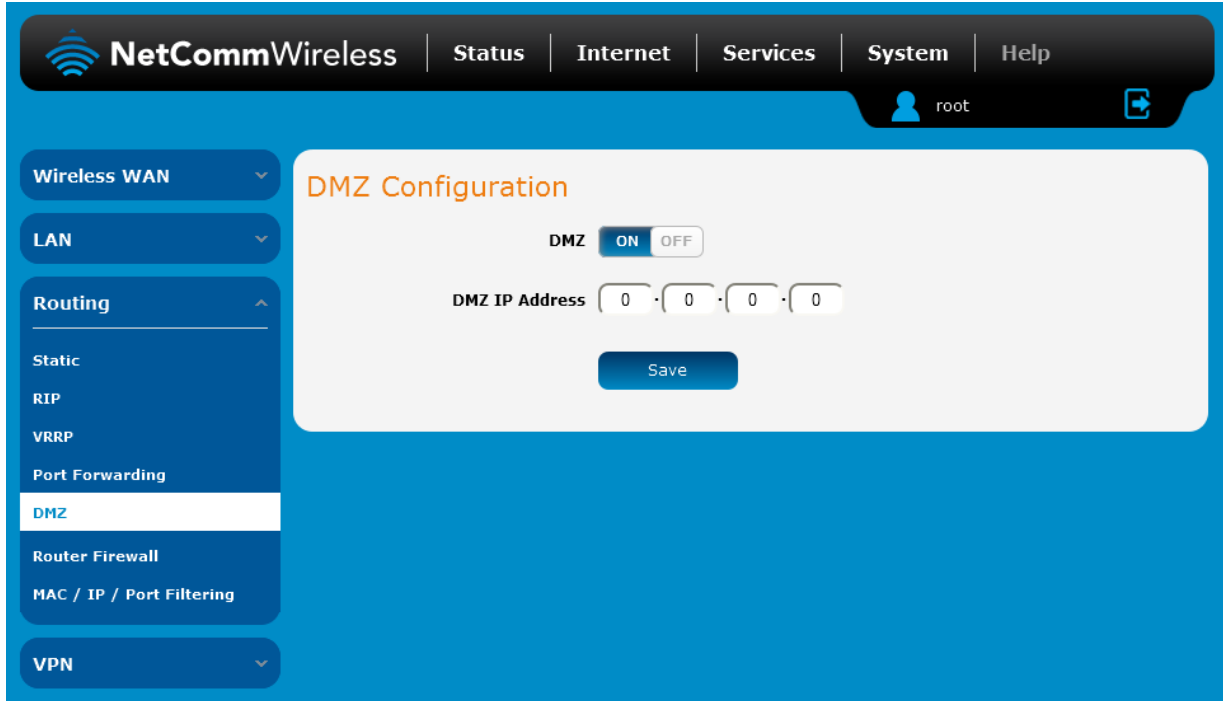 NetCommWireless Status Internet Services System Help
root
Wireless WAN
LAN
Routing
Static
RIP
VRRP
Port Forwarding
DMZ
Router Firewall
MAC / IP / Port Filtering
VPN
DMZ Configuration
DMZ ON OFF
DMZ IP Address 0 · 0 · 0 · 0
Save